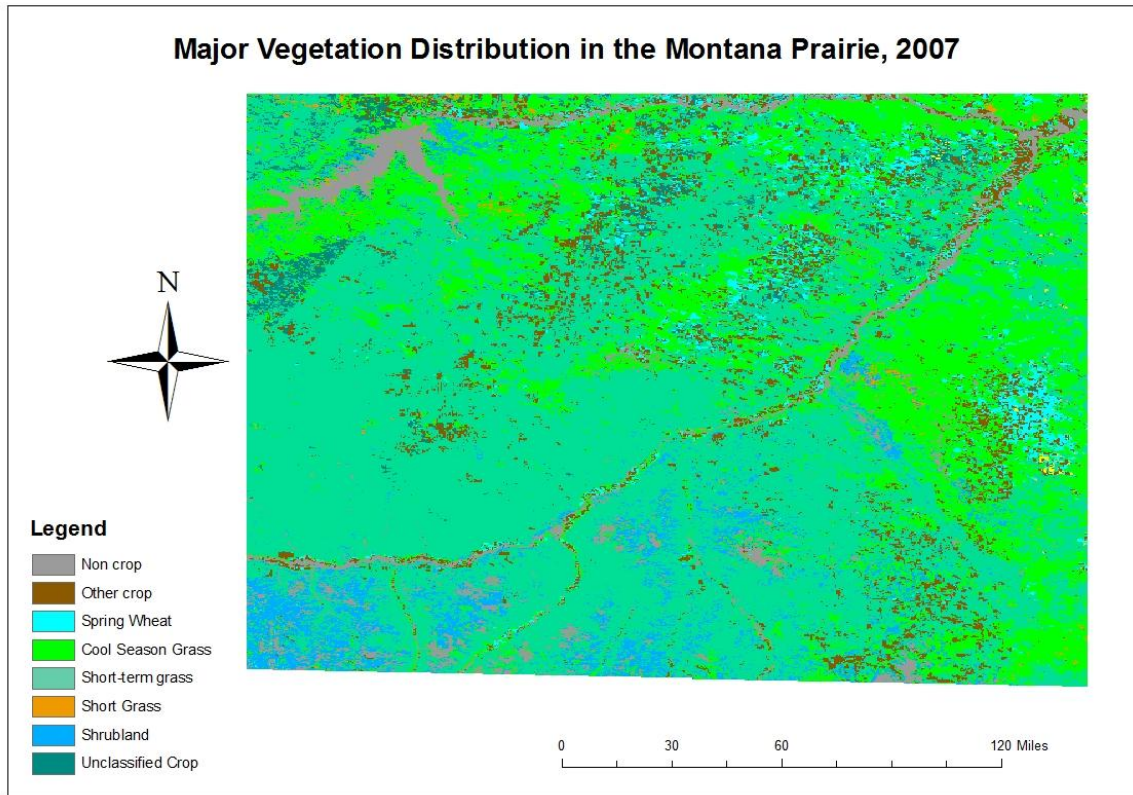 Major Vegetation Distribution in the Montana Prairie, 2007
N
Legend
Non crop
Other crop
Spring Wheat
Cool Season Grass
Short-term grass
Short Grass
Shrubland
Unclassified Crop
0 30 60 120 Miles